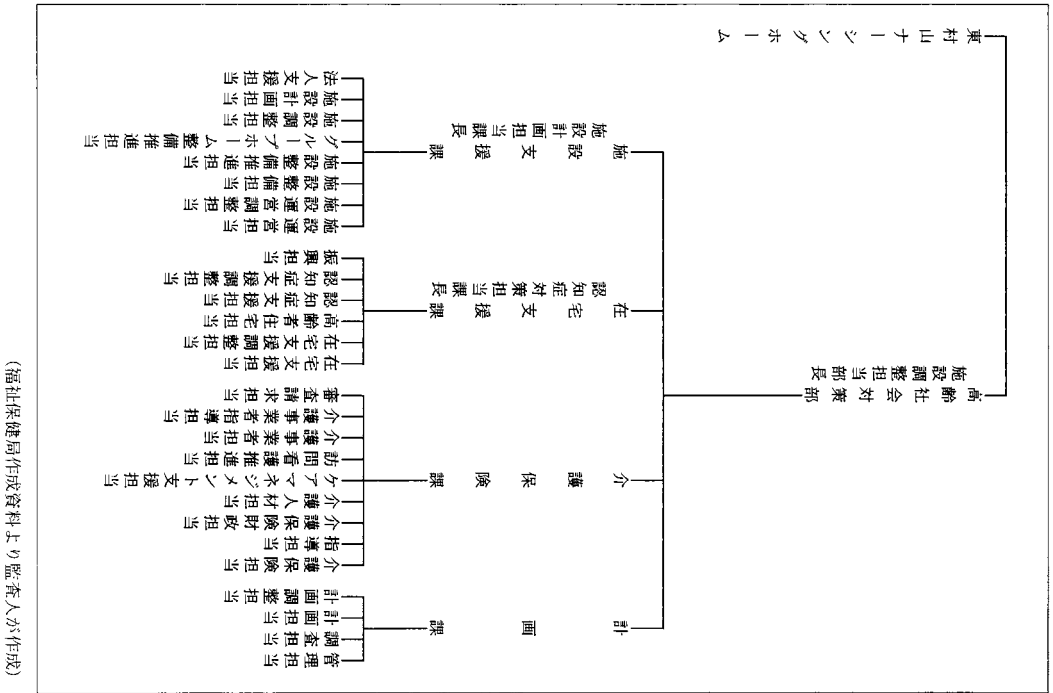 高齢社会対策部
施設調整担当部長
計画課
管理担当
調査担当
計画担当
計画調整担当
介護保険課
介護保険担当
指導担当
介護保険財政担当
介護人材担当
ケアマネジメント支援担当
訪問看護推進担当
介護事業者担当
介護事業者指導担当
審査請求担当
在宅支援課
認知症対策担当課長
在宅支援担当
在宅支援調整担当
高齢者住宅担当
認知症支援担当
認知症支援調整担当
振興担当
施設支援課
施設計画担当課長
施設運営担当
施設運営調整担当
施設整備担当
施設整備推進担当
グループホーム整備推進担当
施設調整担当
施設計画担当
法人支援担当
東村山ナーシングホーム
(福祉保健局作成資料より監査人が作成)